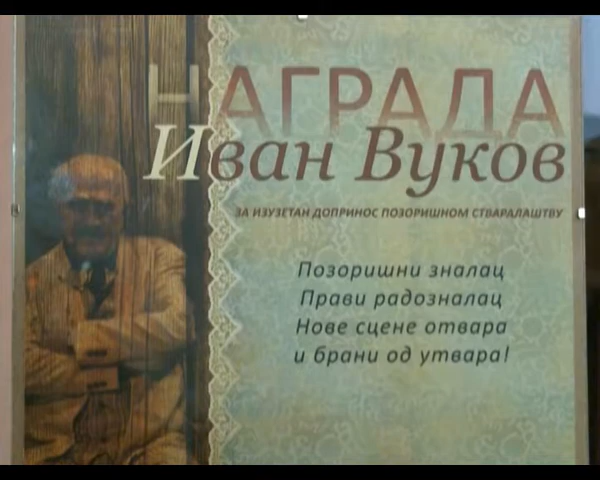 НАГРАДА
Иван Вуков
ЗА ИЗУЗЕТАН ДОПРИНОС ПОЗОРИШНОМ СТВАРАЛАШТВУ
Позоришни зналац
Прави радозналац
Нове сцене отвара
и брани од утвара!